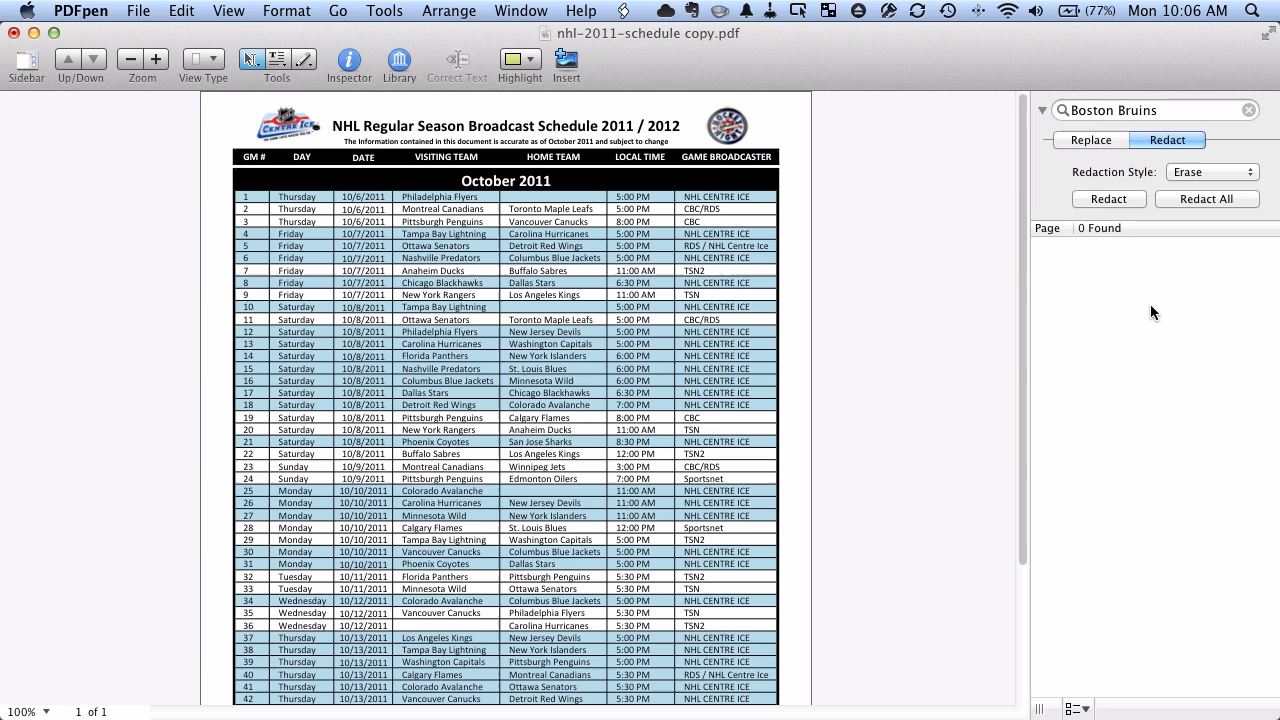 PDFpen File Edit View Format Go Tools Arrange Window Help (77%) Mon 10:06 AM
nhl-2011-schedule copy.pdf
Sidebar Up/Down Zoom View Type Tools Inspector Library Correct Text Highlight Insert
Boston Bruins
Replace Redact
Redaction Style: Erase
Redact Redact All
Page 0 Found
CENTRE ICE
NHL Regular Season Broadcast Schedule 2011 / 2012
The Information contained in this document is accurate as of October 2011 and subject to change
GM # DAY DATE VISITING TEAM HOME TEAM LOCAL TIME GAME BROADCASTER
October 2011
1 Thursday 10/6/2011 Philadelphia Flyers 5:00 PM NHL CENTRE ICE
2 Thursday 10/6/2011 Montreal Canadians Toronto Maple Leafs 5:00 PM CBC/RDS
3 Thursday 10/6/2011 Pittsburgh Penguins Vancouver Canucks 8:00 PM CBC
4 Friday 10/7/2011 Tampa Bay Lightning Carolina Hurricanes 5:00 PM NHL CENTRE ICE
5 Friday 10/7/2011 Ottawa Senators Detroit Red Wings 5:00 PM RDS / NHL Centre Ice
6 Friday 10/7/2011 Nashville Predators Columbus Blue Jackets 5:00 PM NHL CENTRE ICE
7 Friday 10/7/2011 Anaheim Ducks Buffalo Sabres 11:00 AM TSN2
8 Friday 10/7/2011 Chicago Blackhawks Dallas Stars 6:30 PM NHL CENTRE ICE
9 Friday 10/7/2011 New York Rangers Los Angeles Kings 11:00 AM TSN
10 Saturday 10/8/2011 Tampa Bay Lightning 5:00 PM NHL CENTRE ICE
11 Saturday 10/8/2011 Ottawa Senators Toronto Maple Leafs 5:00 PM CBC/RDS
12 Saturday 10/8/2011 Philadelphia Flyers New Jersey Devils 5:00 PM NHL CENTRE ICE
13 Saturday 10/8/2011 Carolina Hurricanes Washington Capitals 5:00 PM NHL CENTRE ICE
14 Saturday 10/8/2011 Florida Panthers New York Islanders 6:00 PM NHL CENTRE ICE
15 Saturday 10/8/2011 Nashville Predators St. Louis Blues 6:00 PM NHL CENTRE ICE
16 Saturday 10/8/2011 Columbus Blue Jackets Minnesota Wild 6:00 PM NHL CENTRE ICE
17 Saturday 10/8/2011 Dallas Stars Chicago Blackhawks 6:30 PM NHL CENTRE ICE
18 Saturday 10/8/2011 Detroit Red Wings Colorado Avalanche 7:00 PM NHL CENTRE ICE
19 Saturday 10/8/2011 Pittsburgh Penguins Calgary Flames 8:00 PM CBC
20 Saturday 10/8/2011 New York Rangers Anaheim Ducks 11:00 AM TSN
21 Saturday 10/8/2011 Phoenix Coyotes San Jose Sharks 8:30 PM NHL CENTRE ICE
22 Saturday 10/8/2011 Buffalo Sabres Los Angeles Kings 12:00 PM TSN2
23 Sunday 10/9/2011 Montreal Canadians Winnipeg Jets 3:00 PM CBC/RDS
24 Sunday 10/9/2011 Pittsburgh Penguins Edmonton Oilers 7:00 PM Sportsnet
25 Monday 10/10/2011 Colorado Avalanche 11:00 AM NHL CENTRE ICE
26 Monday 10/10/2011 Carolina Hurricanes New Jersey Devils 11:00 AM NHL CENTRE ICE
27 Monday 10/10/2011 Minnesota Wild New York Islanders 11:00 AM NHL CENTRE ICE
28 Monday 10/10/2011 Calgary Flames St. Louis Blues 12:00 PM Sportsnet
29 Monday 10/10/2011 Tampa Bay Lightning Washington Capitals 5:00 PM TSN2
30 Monday 10/10/2011 Vancouver Canucks Columbus Blue Jackets 5:00 PM NHL CENTRE ICE
31 Monday 10/10/2011 Phoenix Coyotes Dallas Stars 5:00 PM NHL CENTRE ICE
32 Tuesday 10/11/2011 Florida Panthers Pittsburgh Penguins 5:30 PM TSN2
33 Tuesday 10/11/2011 Minnesota Wild Ottawa Senators 5:30 PM TSN
34 Wednesday 10/12/2011 Colorado Avalanche Columbus Blue Jackets 5:00 PM NHL CENTRE ICE
35 Wednesday 10/12/2011 Vancouver Canucks Philadelphia Flyers 5:30 PM TSN
36 Wednesday 10/12/2011 Carolina Hurricanes 5:30 PM TSN2
37 Thursday 10/13/2011 Los Angeles Kings New Jersey Devils 5:00 PM NHL CENTRE ICE
38 Thursday 10/13/2011 Tampa Bay Lightning New York Islanders 5:00 PM NHL CENTRE ICE
39 Thursday 10/13/2011 Washington Capitals Pittsburgh Penguins 5:00 PM NHL CENTRE ICE
40 Thursday 10/13/2011 Calgary Flames Montreal Canadians 5:30 PM RDS / NHL Centre Ice
41 Thursday 10/13/2011 Colorado Avalanche Ottawa Senators 5:30 PM NHL CENTRE ICE
42 Thursday 10/13/2011 Vancouver Canucks Detroit Red Wings 5:30 PM NHL CENTRE ICE
100% 1 of 1